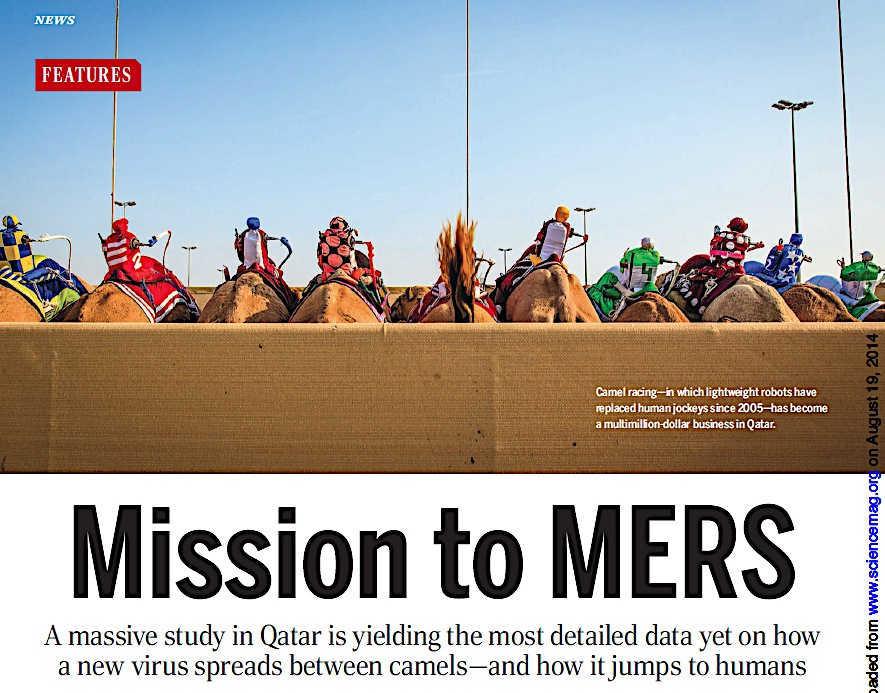 NEWS
FEATURES
Camel racing—in which lightweight robots have
replaced human jockeys since 2005—has become
a multimillion-dollar business in Qatar.
Mission to MERS
A massive study in Qatar is yielding the most detailed data yet on how
a new virus spreads between camels—and how it jumps to humans
on August 19, 2014
www.sciencemag.org
from